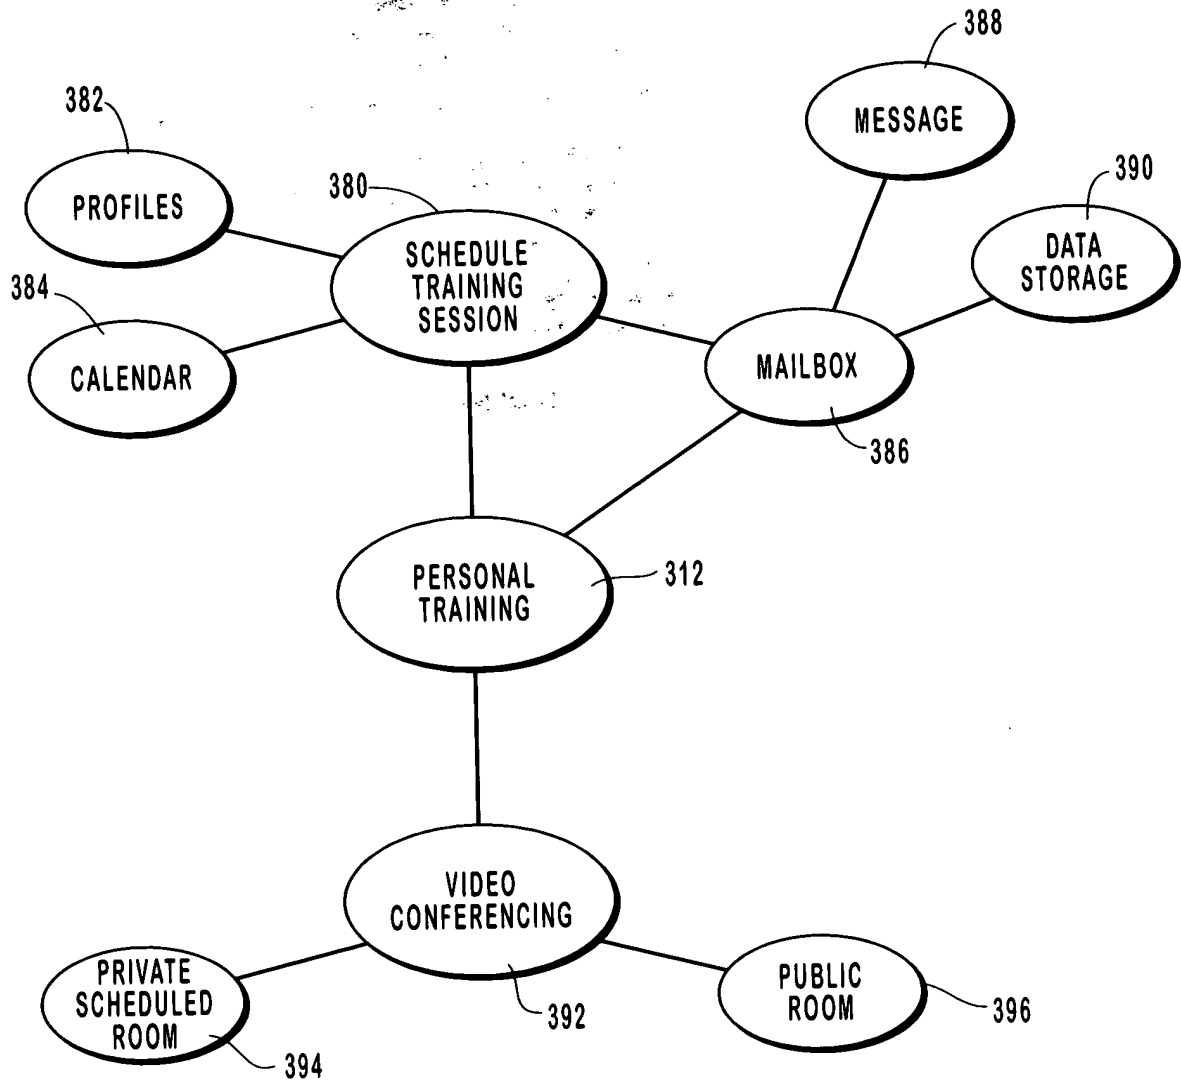 388
MESSAGE
382
PROFILES
380
390
DATA
STORAGE
SCHEDULE
TRAINING
SESSION
384
CALENDAR
MAILBOX
386
PERSONAL
TRAINING
312
VIDEO
CONFERENCING
392
PRIVATE
SCHEDULED
ROOM
394
PUBLIC
ROOM
396